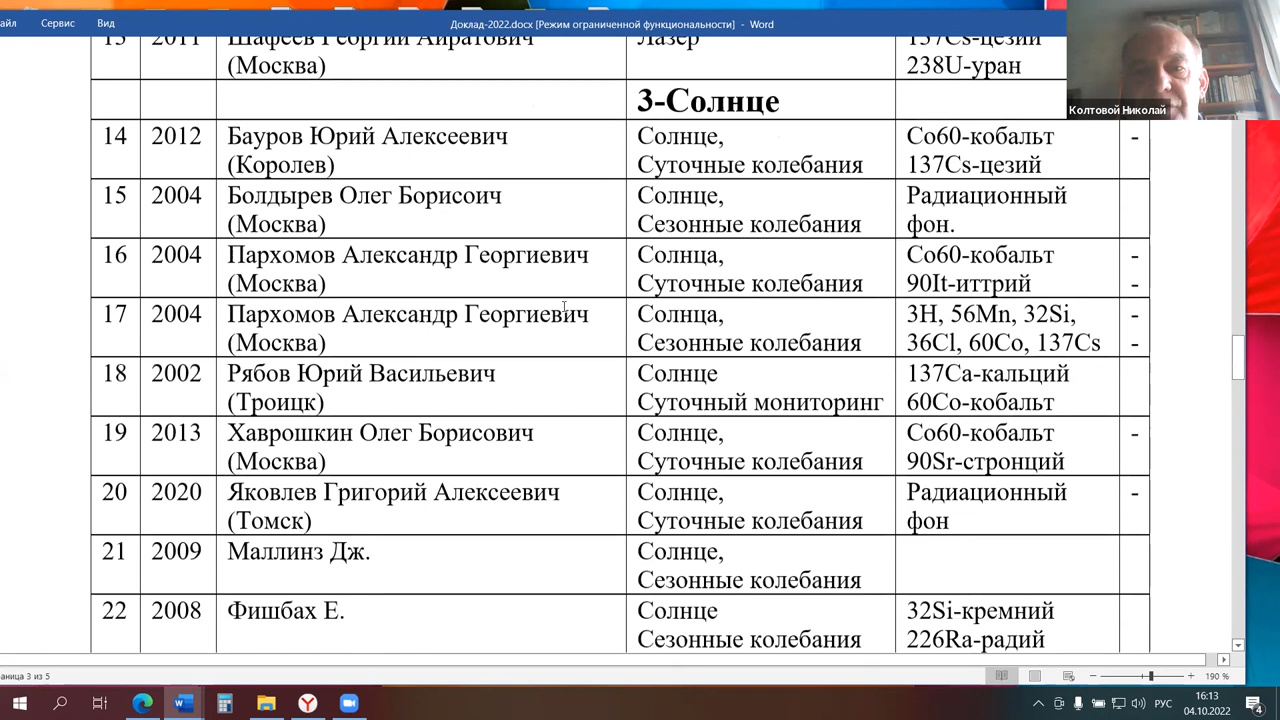 айл Сервис Вид Доклад-2022.docx [Режим ограниченной функциональности] - Word
13 2011 Шафеев Георгий Айратович Лазер 137Cs-цезий
(Москва) 238U-уран
3-Солнце
Колтовой Николай
14 2012 Бауров Юрий Алексеевич Солнце, Со60-кобальт -
(Королев) Суточные колебания 137Cs-цезий
15 2004 Болдырев Олег Борисоич Солнце, Радиационный
(Москва) Сезонные колебания фон.
16 2004 Пархомов Александр Георгиевич Солнца, Со60-кобальт -
(Москва) Суточные колебания 90It-иттрий -
17 2004 Пархомов Александр Георгиевич Солнца, 3H, 56Mn, 32Si, -
(Москва) Сезонные колебания 36Cl, 60Co, 137Cs -
18 2002 Рябов Юрий Васильевич Солнце 137Ca-кальций
(Троицк) Суточный мониторинг 60Со-кобальт
19 2013 Хаврошкин Олег Борисович Солнце, Со60-кобальт -
(Москва) Суточные колебания 90Sr-стронций
20 2020 Яковлев Григорий Алексеевич Солнце, Радиационный -
(Томск) Суточные колебания фон
21 2009 Маллинз Дж. Солнце,
Сезонные колебания
22 2008 Фишбах Е. Солнце 32Si-кремний
Сезонные колебания 226Ra-радий
аница 3 из 5 190 %
РУС 16:13
04.10.2022 4